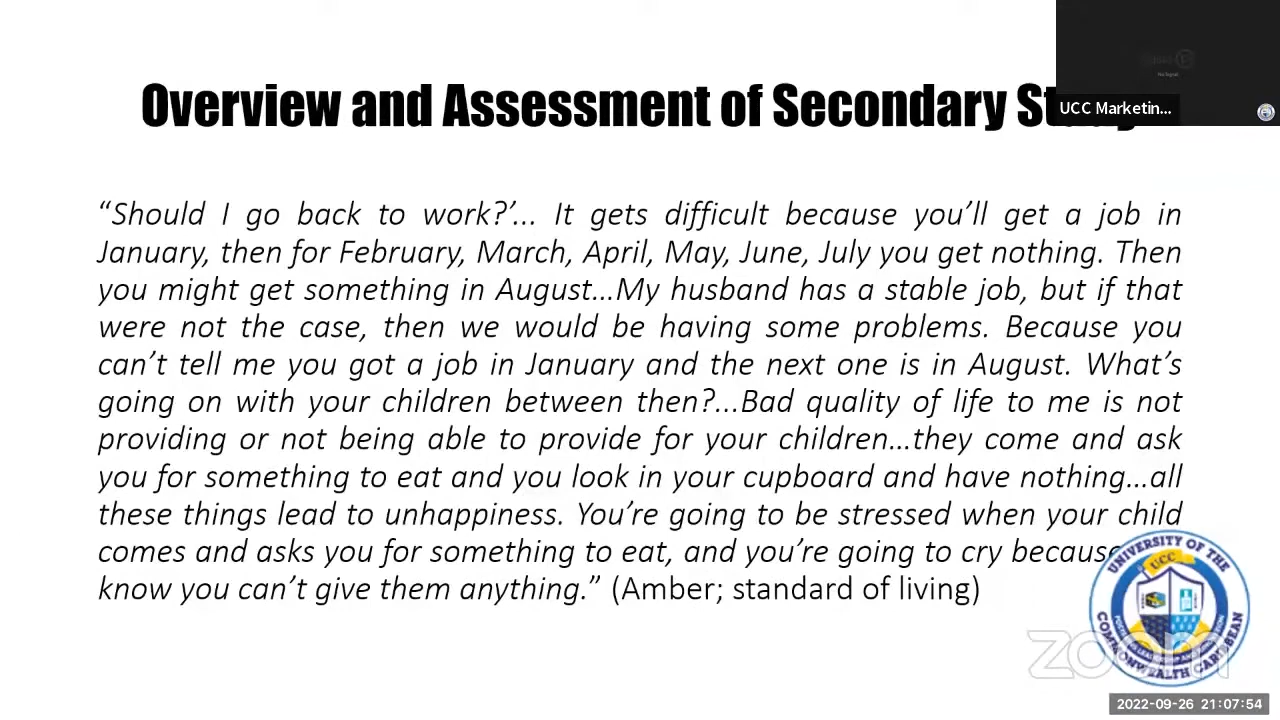 Overview and Assessment of Secondary
UCC Marketin...
“Should I go back to work?’... It gets difficult because you’ll get a job in
January, then for February, March, April, May, June, July you get nothing. Then
you might get something in August…My husband has a stable job, but if that
were not the case, then we would be having some problems. Because you
can’t tell me you got a job in January and the next one is in August. What’s
going on with your children between then?...Bad quality of life to me is not
providing or not being able to provide for your children…they come and ask
you for something to eat and you look in your cupboard and have nothing…all
these things lead to unhappiness. You’re going to be stressed when your child
comes and asks you for something to eat, and you’re going to cry because
know you can’t give them anything.” (Amber; standard of living)
UNIVERSITY OF THE
UCC
COMMONWEALTH CARIBBEAN
zoom
2022-09-26 21:07:54